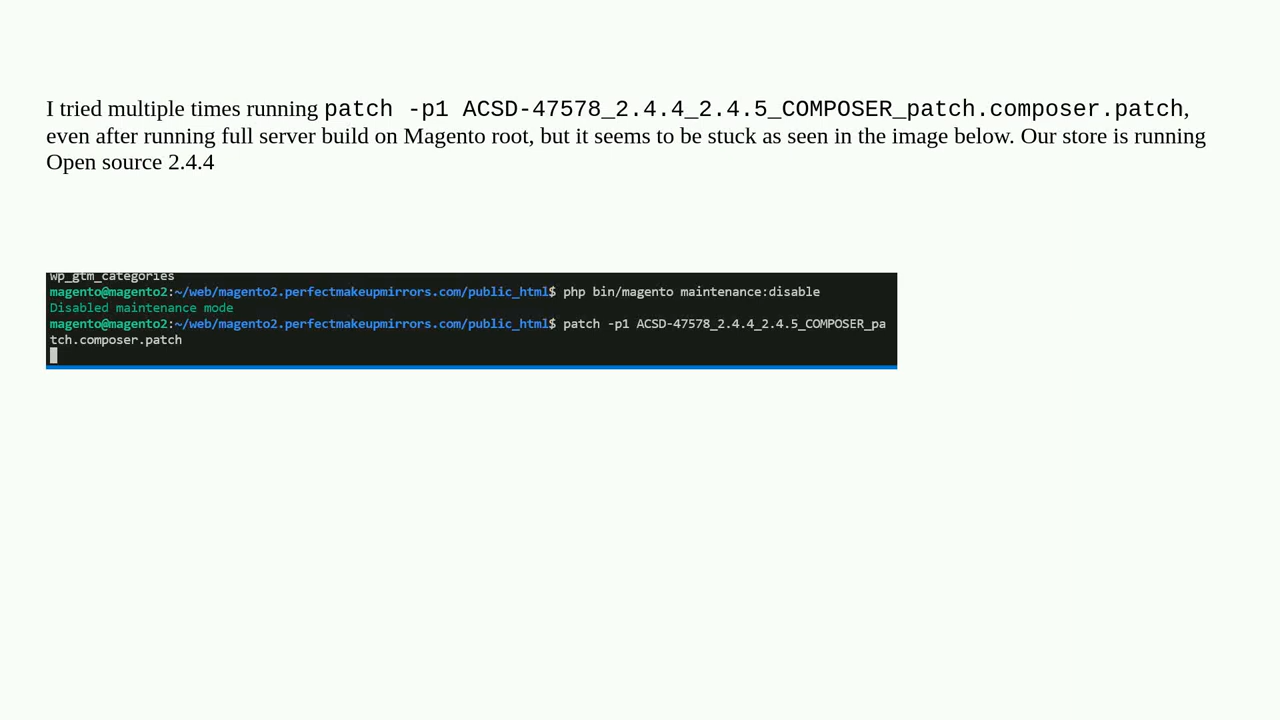 I tried multiple times running patch -p1 ACSD-47578_2.4.4_2.4.5_COMPOSER_patch.composer.patch,
even after running full server build on Magento root, but it seems to be stuck as seen in the image below. Our store is running
Open source 2.4.4
wp_gtm_categories
magento@magento2:~/web/magento2.perfectmakeupmirrors.com/public_html$ php bin/magento maintenance:disable
Disabled maintenance mode
magento@magento2:~/web/magento2.perfectmakeupmirrors.com/public_html$ patch -p1 ACSD-47578_2.4.4_2.4.5_COMPOSER_pa
tch.composer.patch